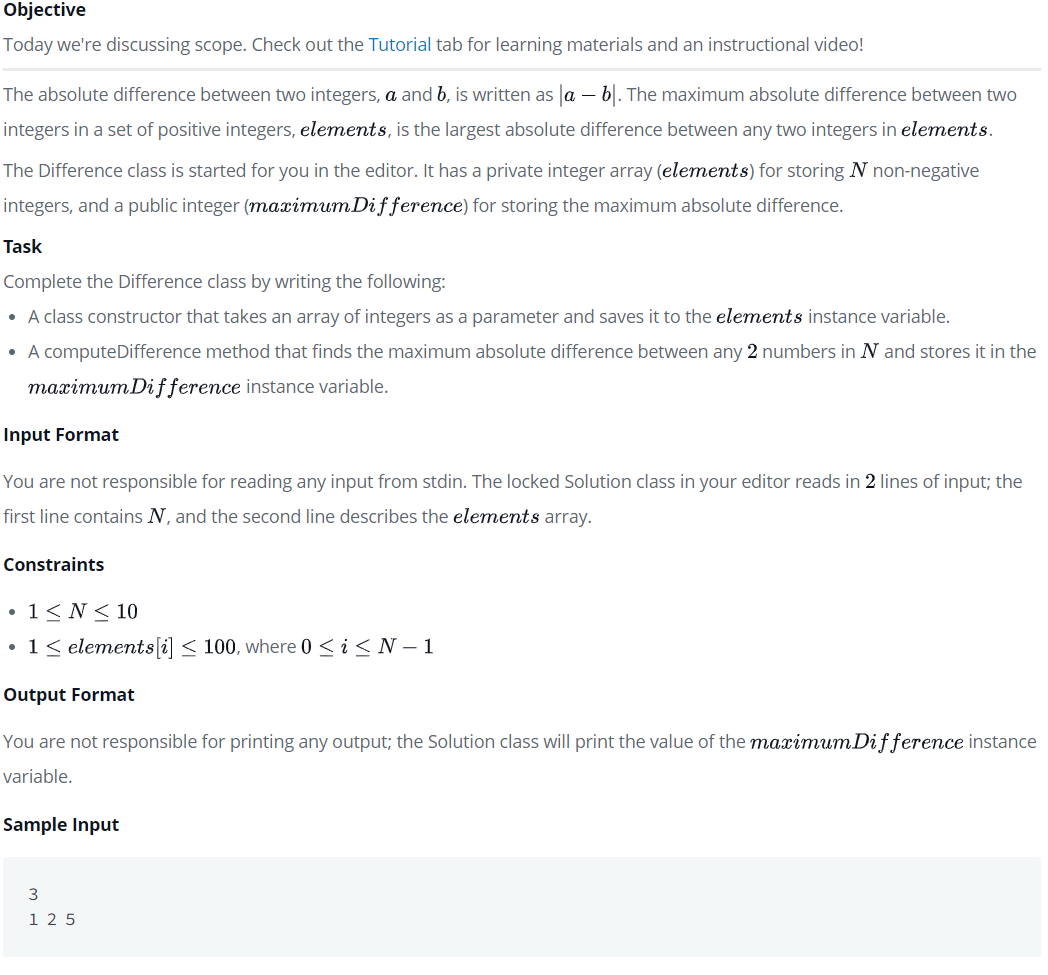 Objective
Today we're discussing scope. Check out the Tutorial tab for learning materials and an instructional video!
The absolute difference between two integers, a and b, is written as |a − b|. The maximum absolute difference between two
integers in a set of positive integers, elements, is the largest absolute difference between any two integers in elements.
The Difference class is started for you in the editor. It has a private integer array (elements) for storing N non-negative
integers, and a public integer (maximumDifference) for storing the maximum absolute difference.
Task
Complete the Difference class by writing the following:
• A class constructor that takes an array of integers as a parameter and saves it to the elements instance variable.
• A computeDifference method that finds the maximum absolute difference between any 2 numbers in N and stores it in the
maximumDifference instance variable.
Input Format
You are not responsible for reading any input from stdin. The locked Solution class in your editor reads in 2 lines of input; the
first line contains N, and the second line describes the elements array.
Constraints
• 1 ≤ N ≤ 10
• 1 ≤ elements[i] ≤ 100, where 0 ≤ i ≤ N − 1
Output Format
You are not responsible for printing any output; the Solution class will print the value of the maximumDifference instance
variable.
Sample Input
3
1 2 5